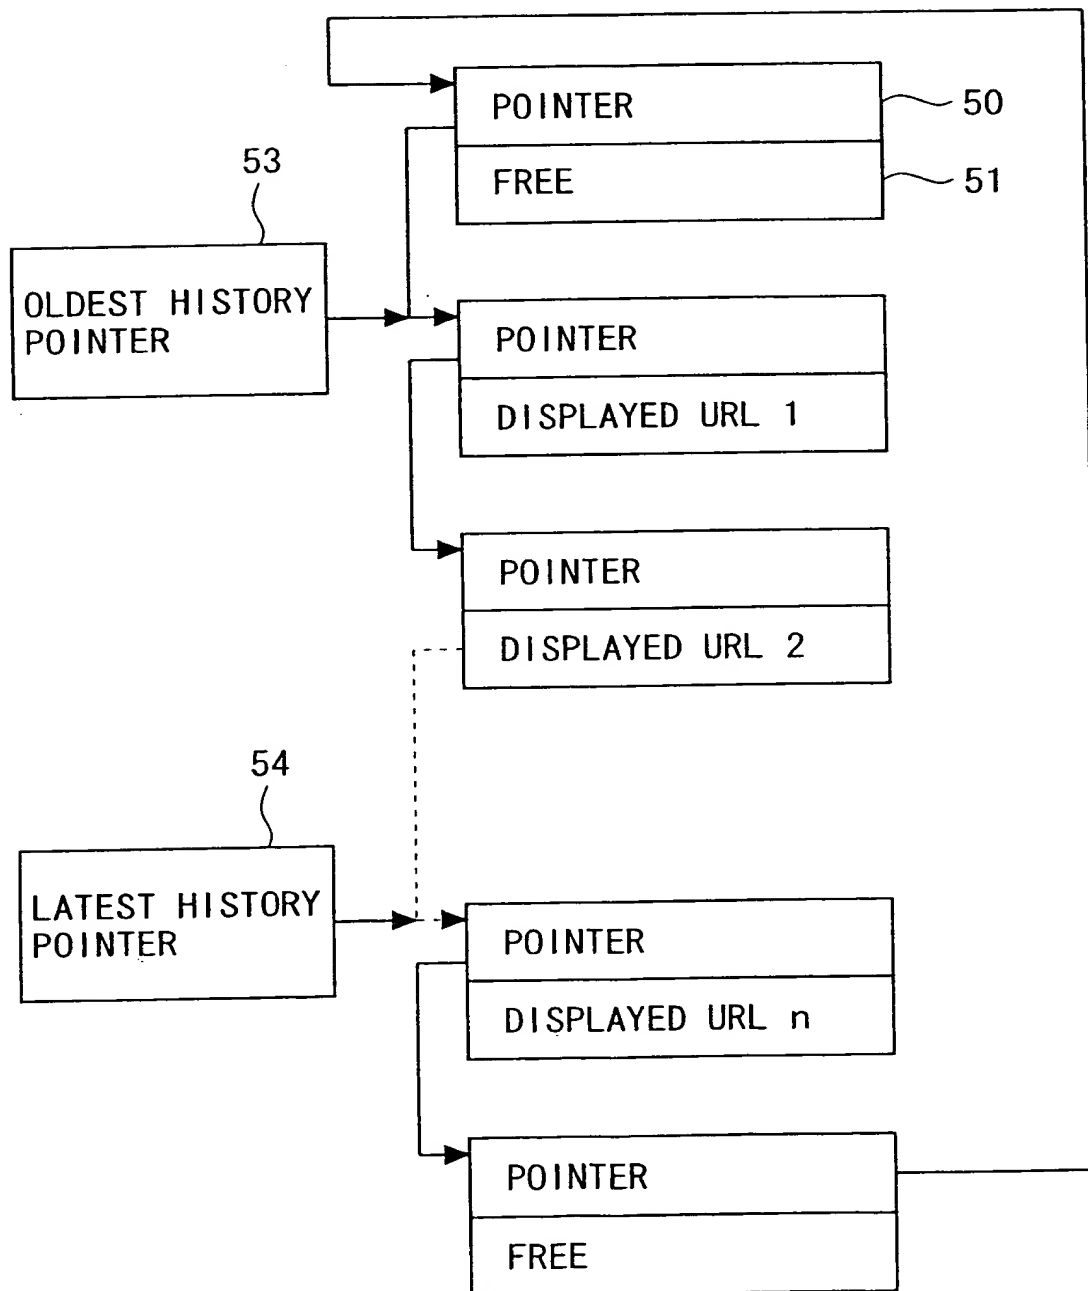 POINTER
50
FREE
51
53
OLDEST HISTORY
POINTER
POINTER
DISPLAYED URL 1
POINTER
DISPLAYED URL 2
54
LATEST HISTORY
POINTER
POINTER
DISPLAYED URL n
POINTER
FREE